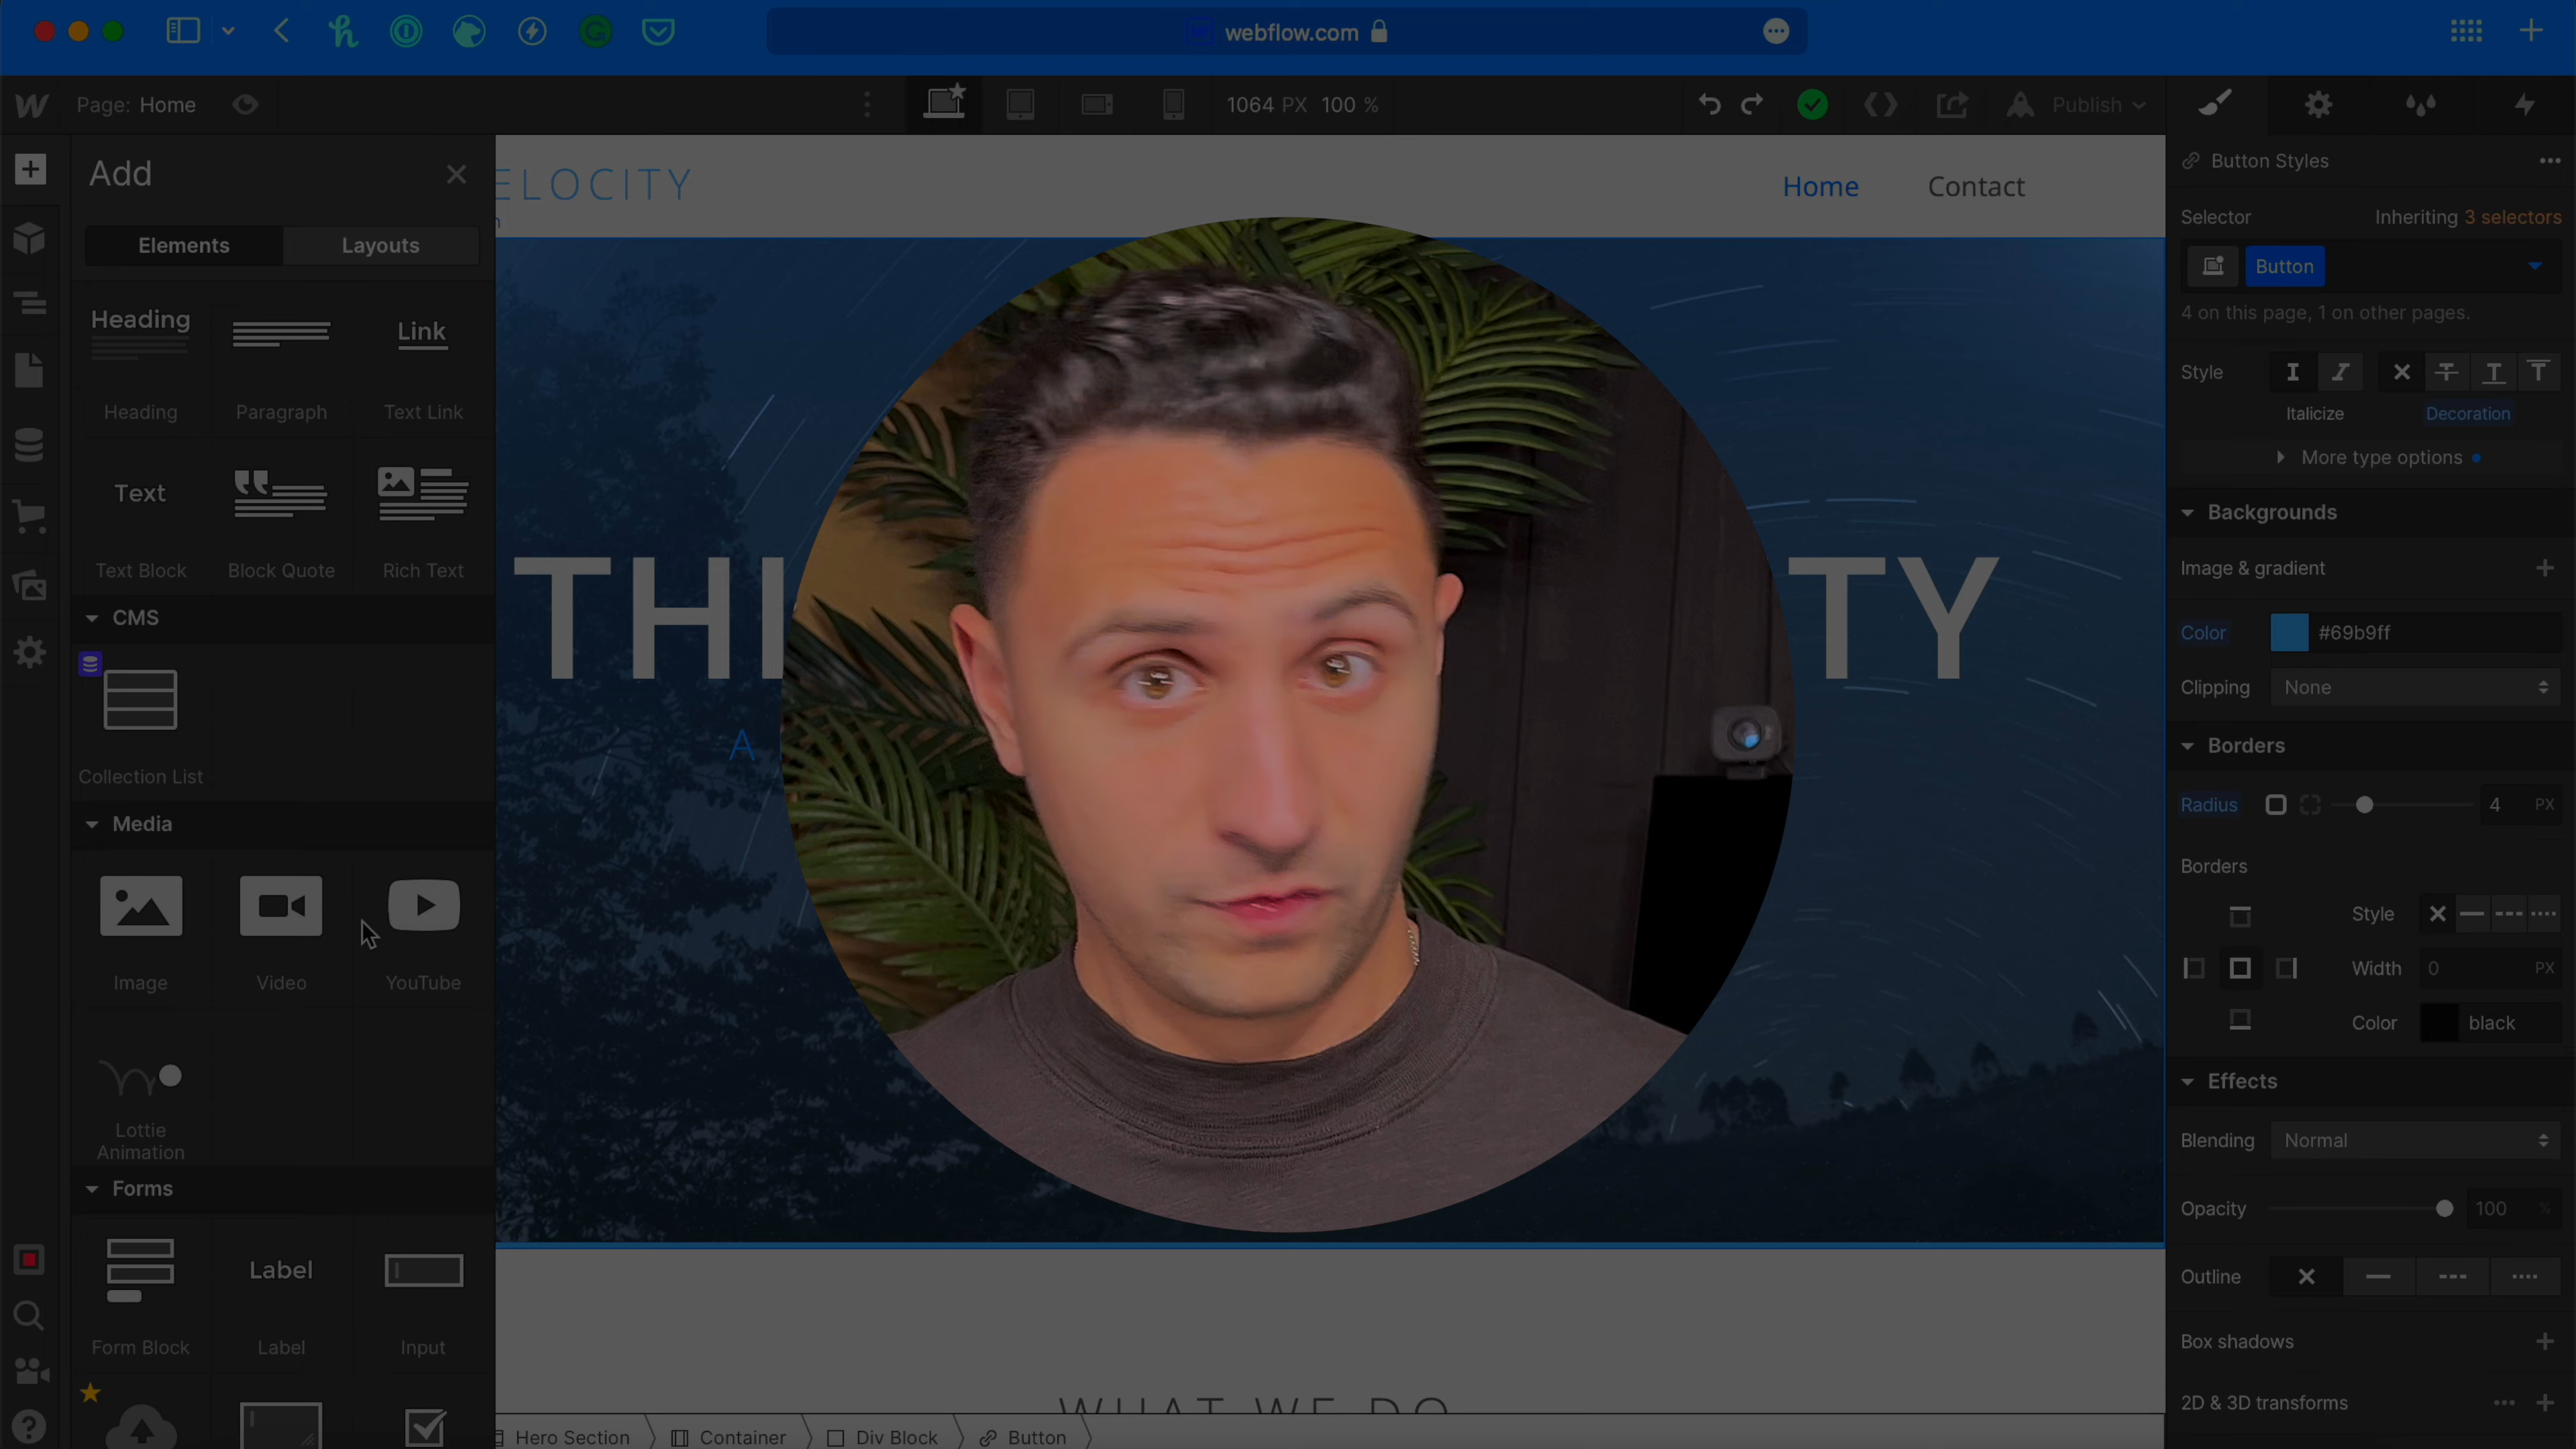 webflow.com
Page: Home
1064 PX 100 %
Publish
Add
Elements Layouts
Heading
Link
Heading Paragraph Text Link
Text
Text Block Block Quote Rich Text
CMS
Collection List
Media
Image Video YouTube
Lottie
Animation
Forms
Label
Form Block Label Input
ELOCITY
Home Contact
THI
TY
A
WHAT WE DO
Hero Section Container Div Block Button
Button Styles
Selector Inheriting 3 selectors
Button
4 on this page, 1 on other pages.
Style
Italicize Decoration
More type options
Backgrounds
Image & gradient
Color #69b9ff
Clipping None
Borders
Radius 4 PX
Borders
Style
Width 0 PX
Color black
Effects
Blending Normal
Opacity 100 %
Outline
Box shadows
2D & 3D transforms